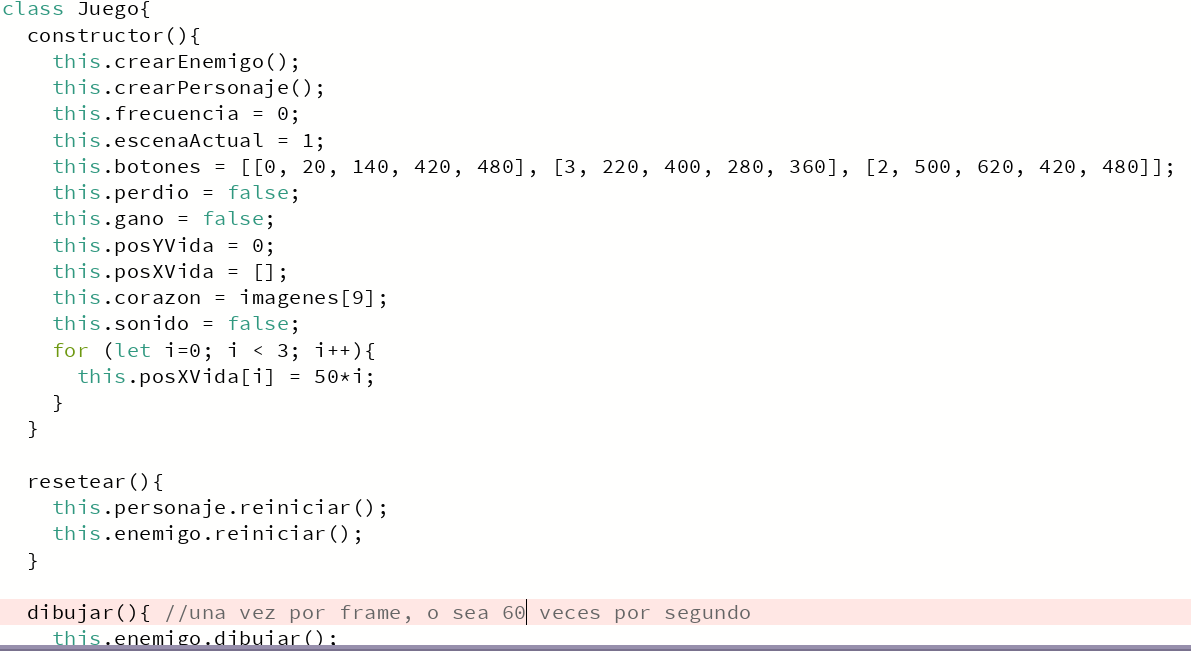 class Juego{
constructor(){
this.crearEnemigo();
this.crearPersonaje();
this.frecuencia = 0;
this.escenaActual = 1;
this.botones = [[0, 20, 140, 420, 480], [3, 220, 400, 280, 360], [2, 500, 620, 420, 480]];
this.perdio = false;
this.gano = false;
this.posYVida = 0;
this.posXVida = [];
this.corazon = imagenes[9];
this.sonido = false;
for (let i=0; i < 3; i++){
this.posXVida[i] = 50*i;
}
}
resetear(){
this.personaje.reiniciar();
this.enemigo.reiniciar();
}
dibujar(){ //una vez por frame, o sea 60 veces por segundo
this.enemigo.dibujar();